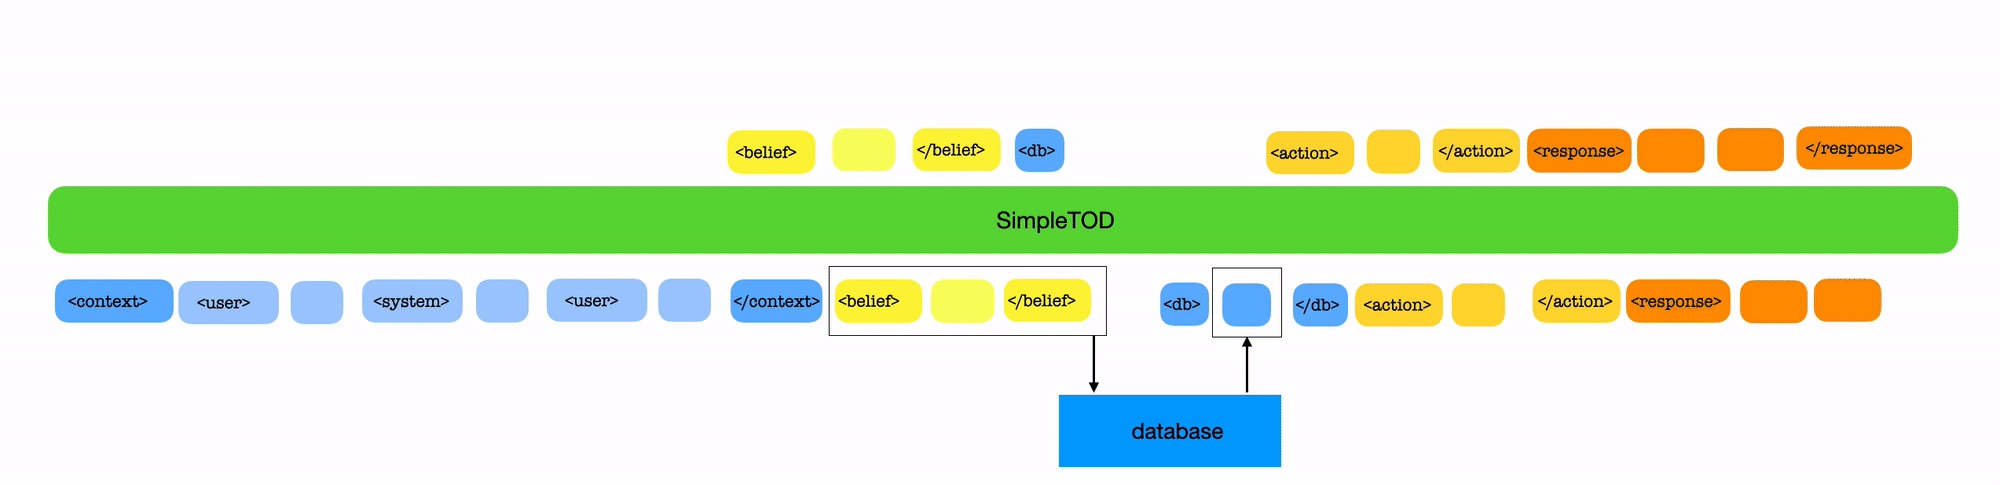 <belief> </belief> <db> <action> </action> <response> </response>
SimpleTOD
<context> <user> <system> <user> </context> <belief> </belief> <db> </db> <action> </action> <response>
database